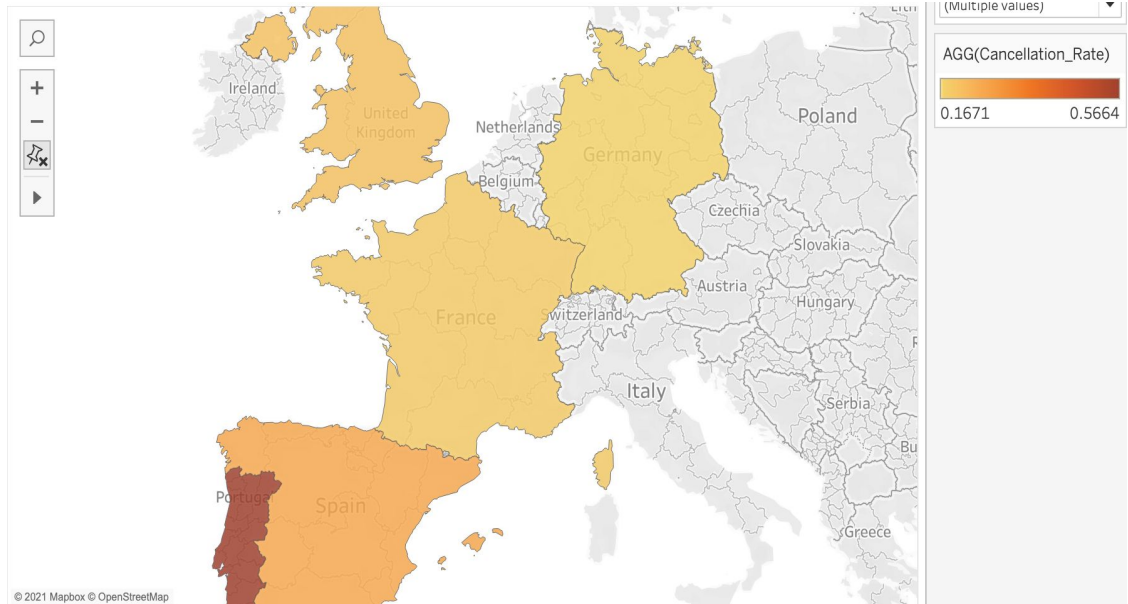 (Multiple values)
AGG(Cancellation_Rate)
0.1671 0.5664
Ireland
United
Kingdom
Netherlands
Poland
Germany
Belgium
Czechia
Slovakia
Austria
Hungary
France
Switzerland
Italy
Serbia
Bu
Portugal
Spain
Greece
© 2021 Mapbox © OpenStreetMap